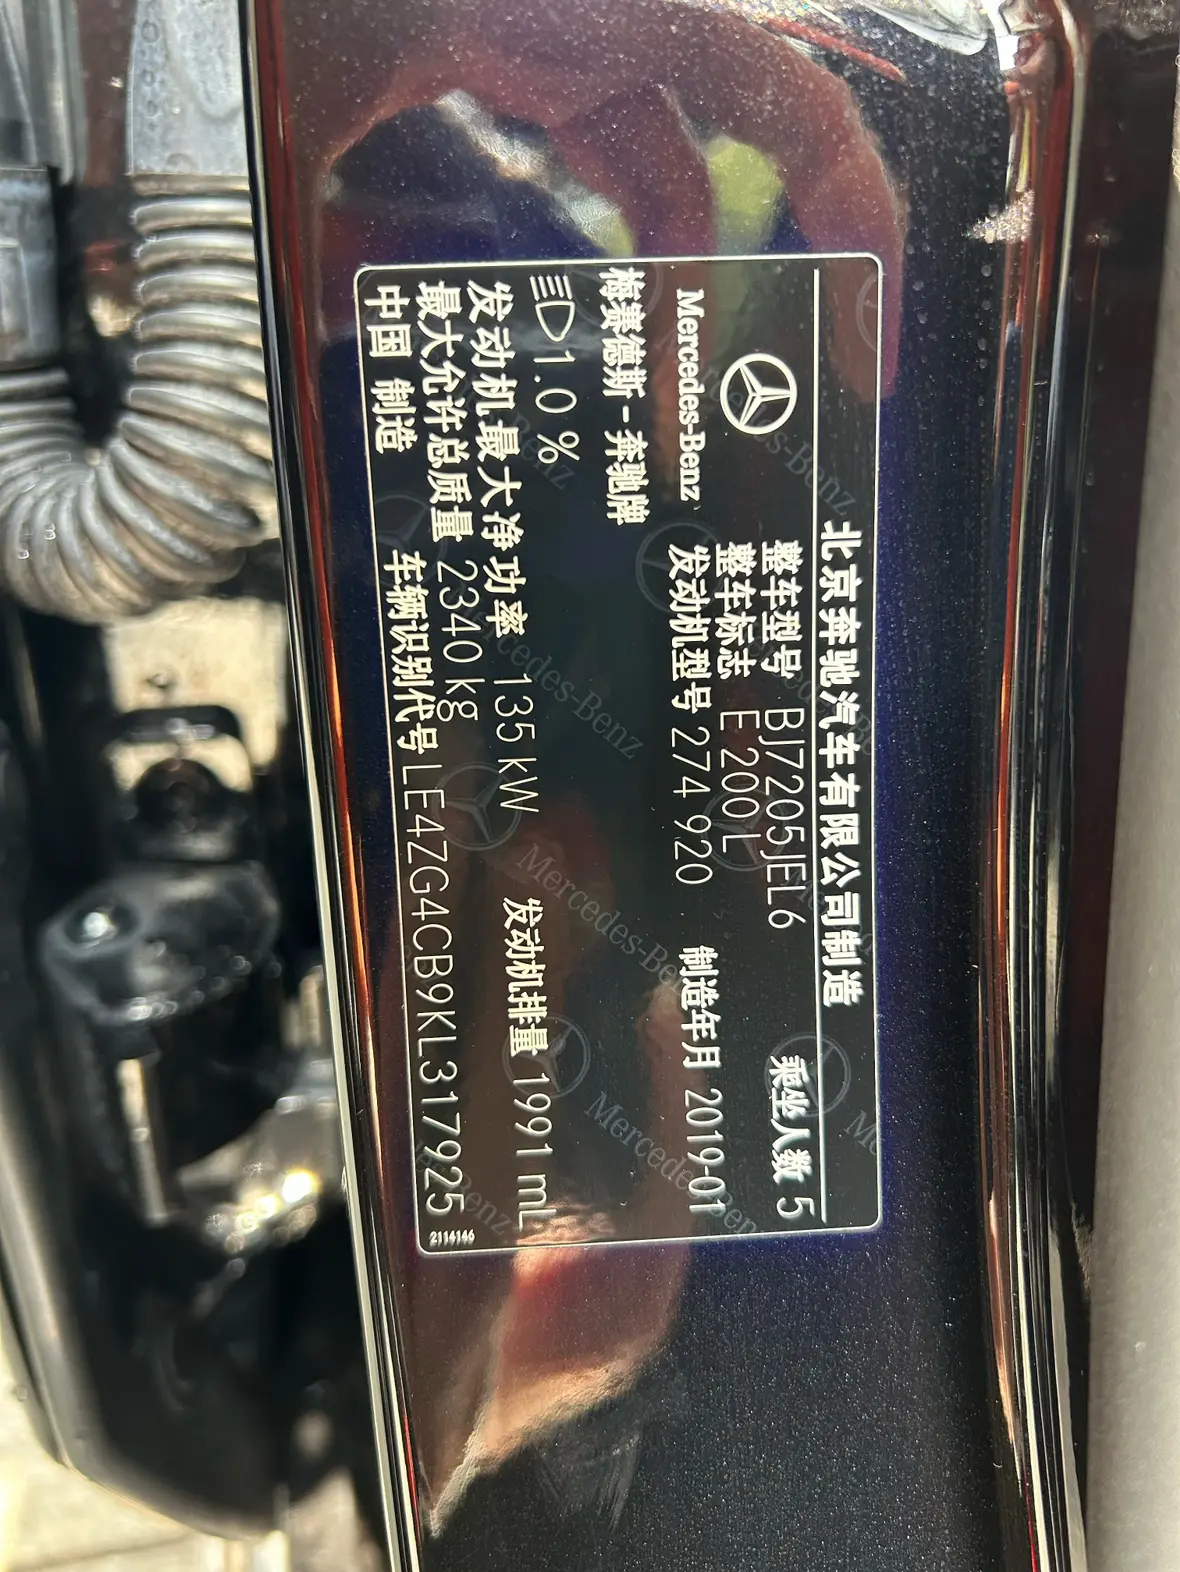 北京奔驰汽车有限公司制造
整车型号 BJ7205JEL6 乘坐人数 5
整车标志 E 200 L
Mercedes-Benz 发动机型号 274 920 制造年月 2019-01
梅赛德斯-奔驰牌
1.0 %
发动机最大净功率 135 kW 发动机排量 1991 mL
最大允许总质量 2340 kg
中国 制造 车辆识别代号 LE4ZG4CB9KL317925
2114146